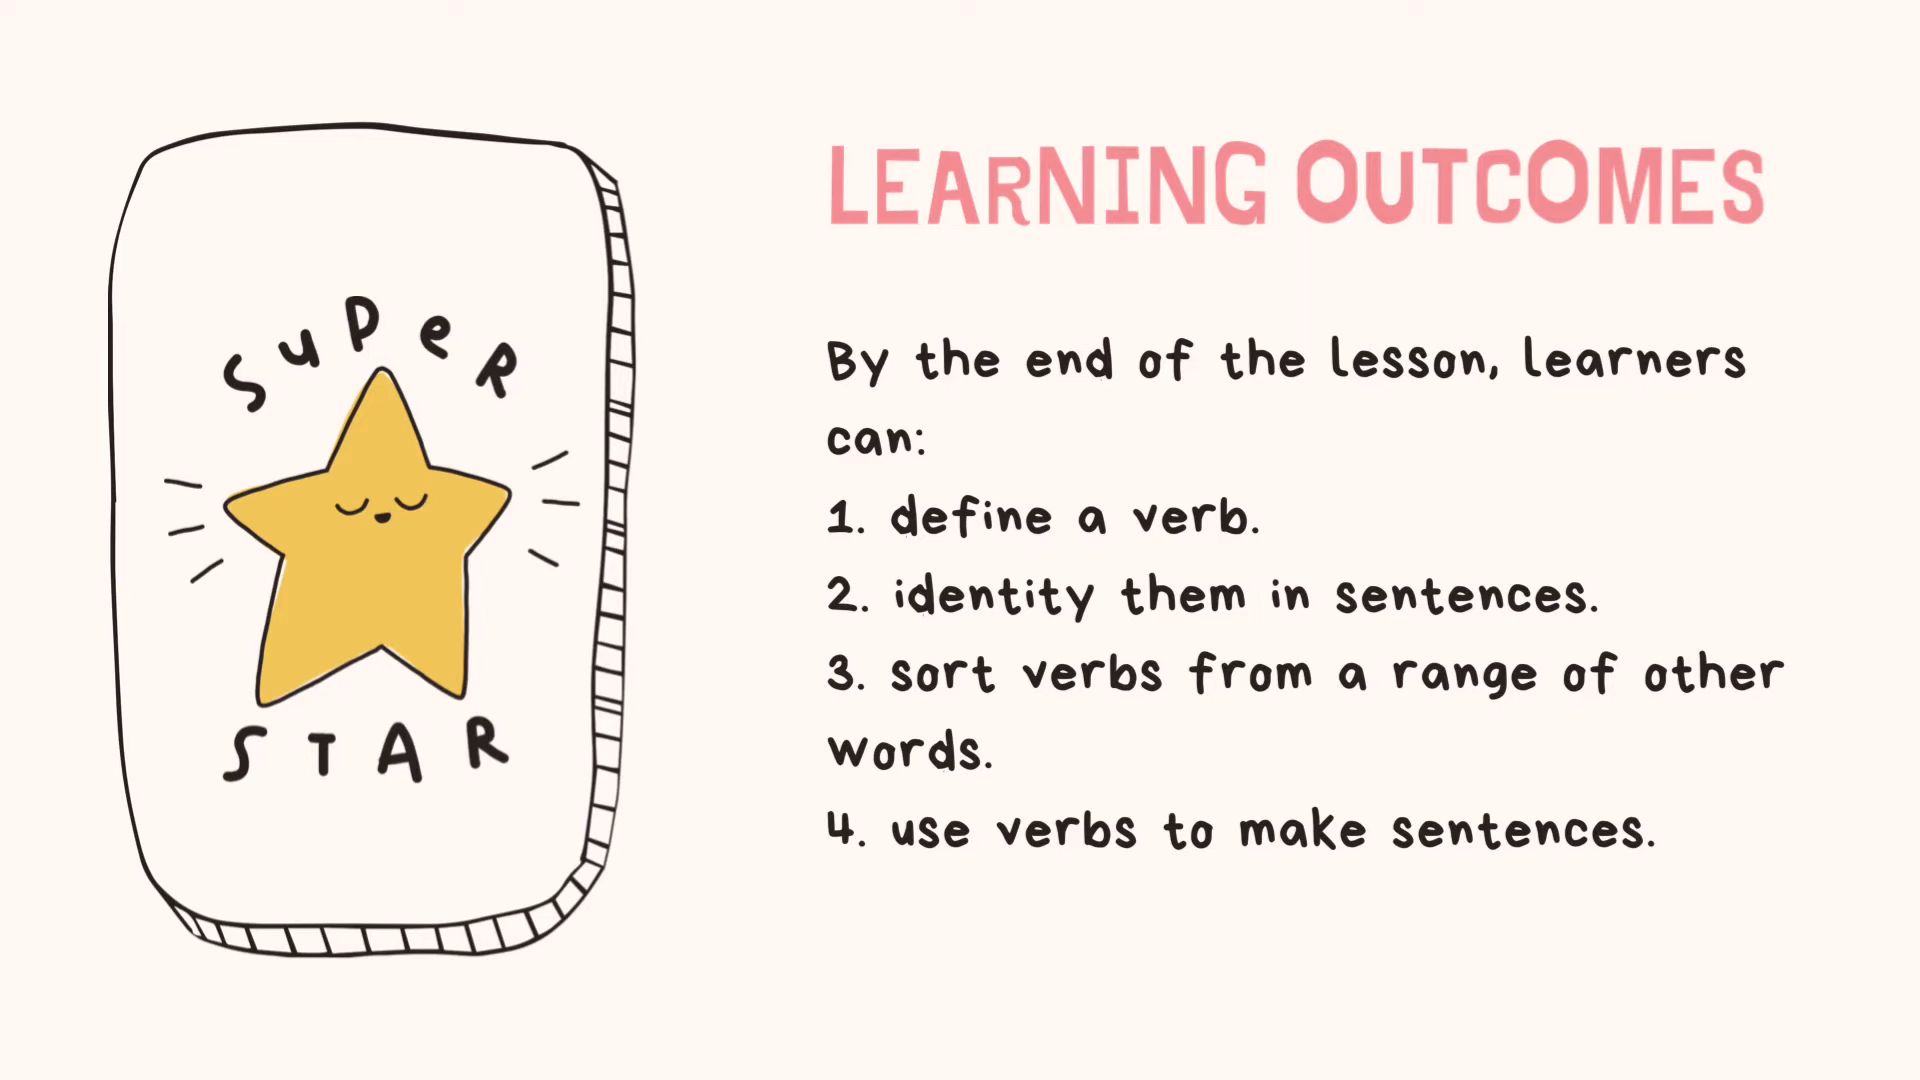 SuPeR
STAR
LEARNING OUTCOMES
By the end of the lesson, learners
can:
1. define a verb.
2. identity them in sentences.
3. sort verbs from a range of other
words.
4. use verbs to make sentences.